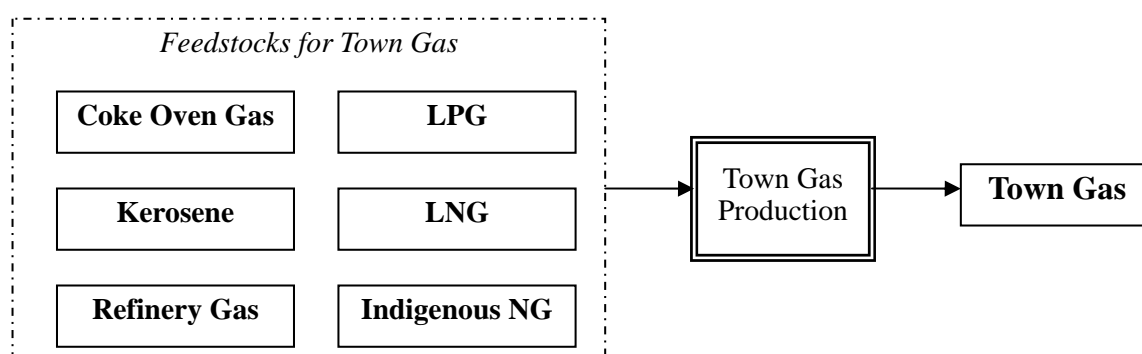 Feedstocks for Town Gas
Coke Oven Gas
LPG
Kerosene
LNG
Refinery Gas
Indigenous NG
Town Gas
Production
Town Gas